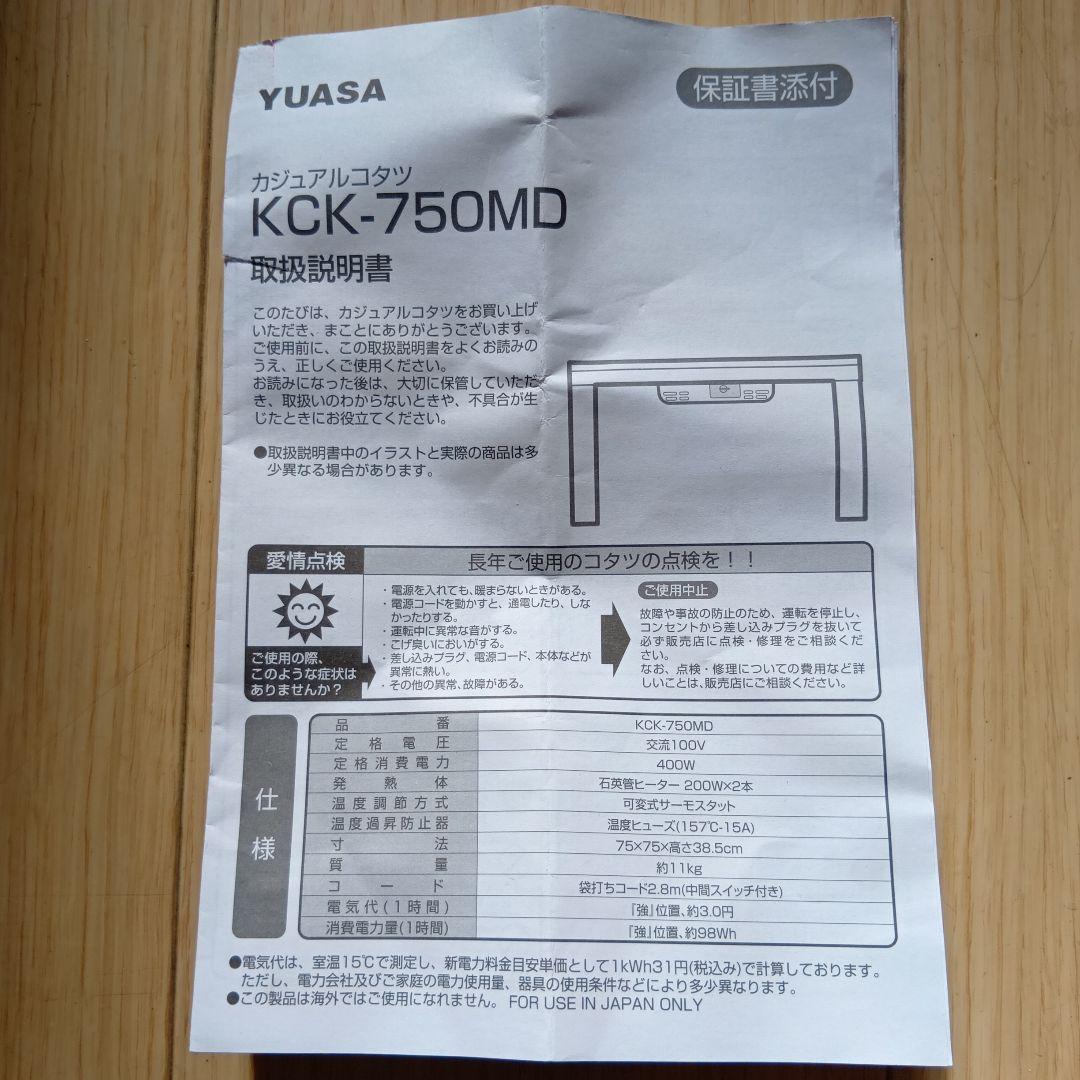 YUASA
保証書添付
カジュアルコタツ
KCK-750MD
取扱説明書
このたびは、カジュアルコタツをお買い上げ
いただき、まことにありがとうございます。
ご使用前に、この取扱説明書をよくお読みの
うえ、正しくご使用ください。
お読みになった後は、大切に保管していただ
き、取扱いのわからないときや、不具合が生
じたときにお役立てください。
●取扱説明書中のイラストと実際の商品は多
少異なる場合があります。
愛情点検
長年ご使用のコタツの点検を！！
ご使用の際、
このような症状は
ありませんか？
・電源を入れても、暖まらないときがある。
・電源コードを動かすと、通電したり、しな
かったりする。
・運転中に異常な音がする。
・こげ臭いにおいがする。
・差し込みプラグ、電源コード、本体などが
異常に熱い。
・その他の異常、故障がある。
ご使用中止
故障や事故の防止のため、運転を停止し、
コンセントから差し込みプラグを抜いて
必ず販売店に点検・修理をご相談くだ
さい。
なお、点検・修理についての費用など詳
しいことは、販売店にご相談ください。
仕様
品番 KCK-750MD
定格電圧 交流100V
定格消費電力 400W
発熱体 石英管ヒーター 200W×2本
温度調節方式 可変式サーモスタット
温度過昇防止器 温度ヒューズ(157℃-15A)
寸法 75×75×高さ38.5cm
質量 約11kg
コード 袋打ちコード2.8m(中間スイッチ付き)
電気代(1時間) 『強』位置、約3.0円
消費電力量(1時間) 『強』位置、約98Wh
●電気代は、室温15℃で測定し、新電力料金目安単価として1kWh31円(税込み)で計算しております。
ただし、電力会社及びご家庭の電力使用量、器具の使用条件などにより多少異なります。
●この製品は海外ではご使用になれません。 FOR USE IN JAPAN ONLY